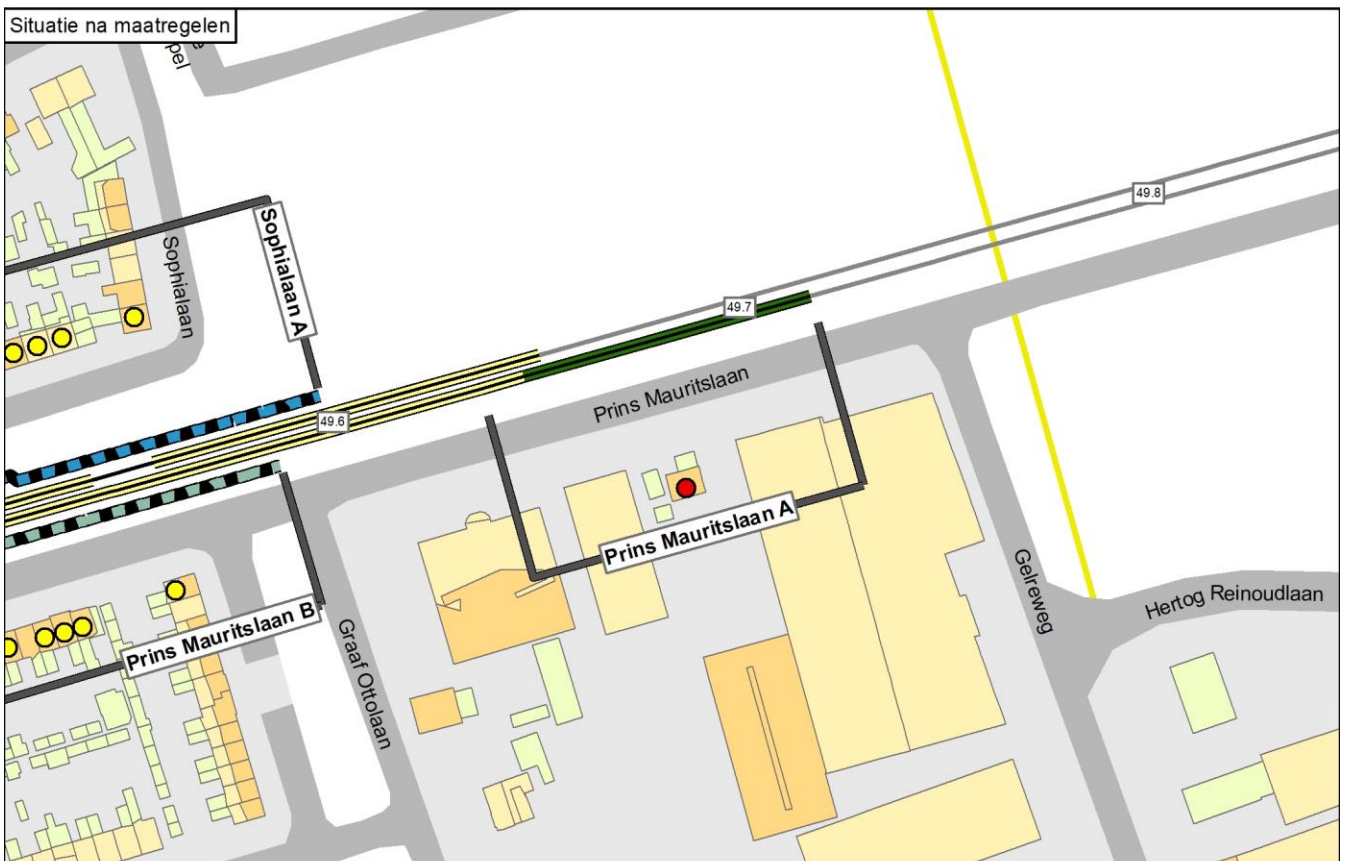 Situatie na maatregelen
pel
Sophialaan
Sophialaan A
49.8
49.7
49.6
Prins Mauritslaan
Prins Mauritslaan A
Prins Mauritslaan B
Graaf Ottolaan
Gelreweg
Hertog Reinoudlaan